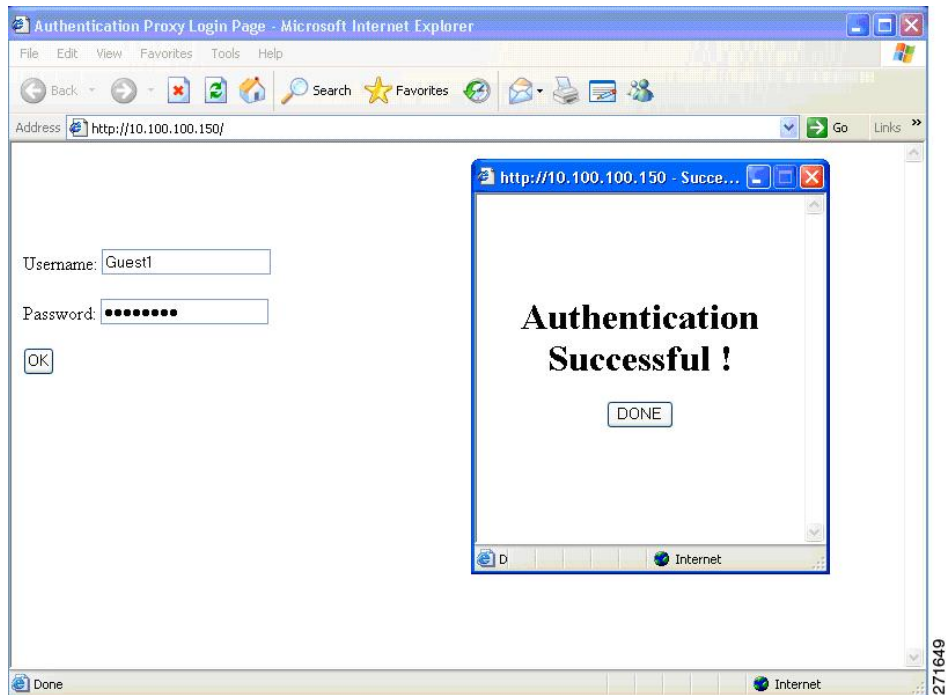 Authentication Proxy Login Page - Microsoft Internet Explorer
File Edit View Favorites Tools Help
Back Search Favorites
Address http://10.100.100.150/ Go Links »
http://10.100.100.150 - Succe...
Username: Guest1
Password: ●●●●●●●●
OK
Authentication
Successful !
DONE
D Internet
Done Internet
271649